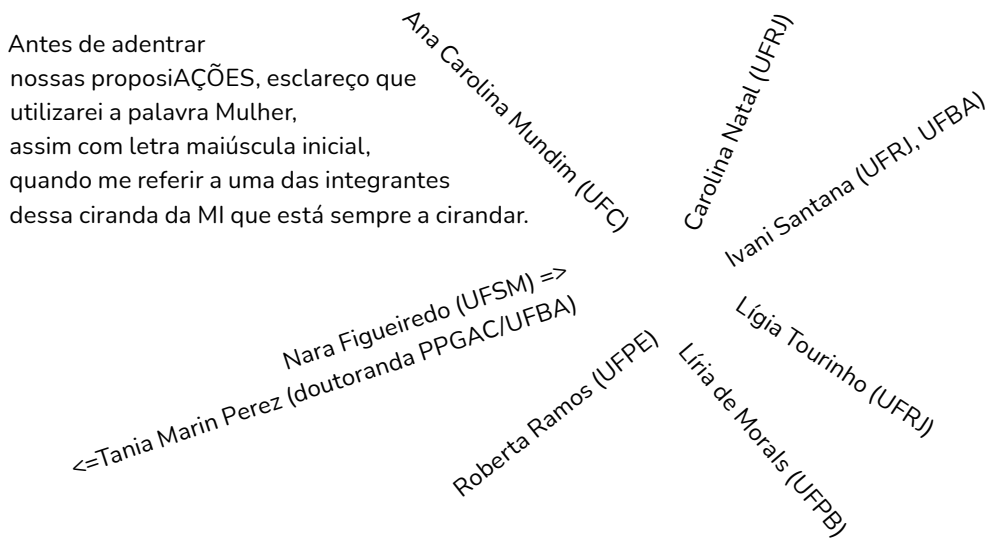 Antes de adentrar
nossas proposiAÇÕES, esclareço que
utilizarei a palavra Mulher,
assim com letra maiúscula inicial,
quando me referir a uma das integrantes
dessa ciranda da MI que está sempre a cirandar.
Ana Carolina Mundim (UFC)
Carolina Natal (UFRJ)
Ivani Santana (UFRJ, UFBA)
Lígia Tourinho (UFRJ)
Líria de Morals (UFPB)
Roberta Ramos (UFPE)
Nara Figueiredo (UFSM) =>
<=Tania Marin Perez (doutoranda PPGAC/UFBA)